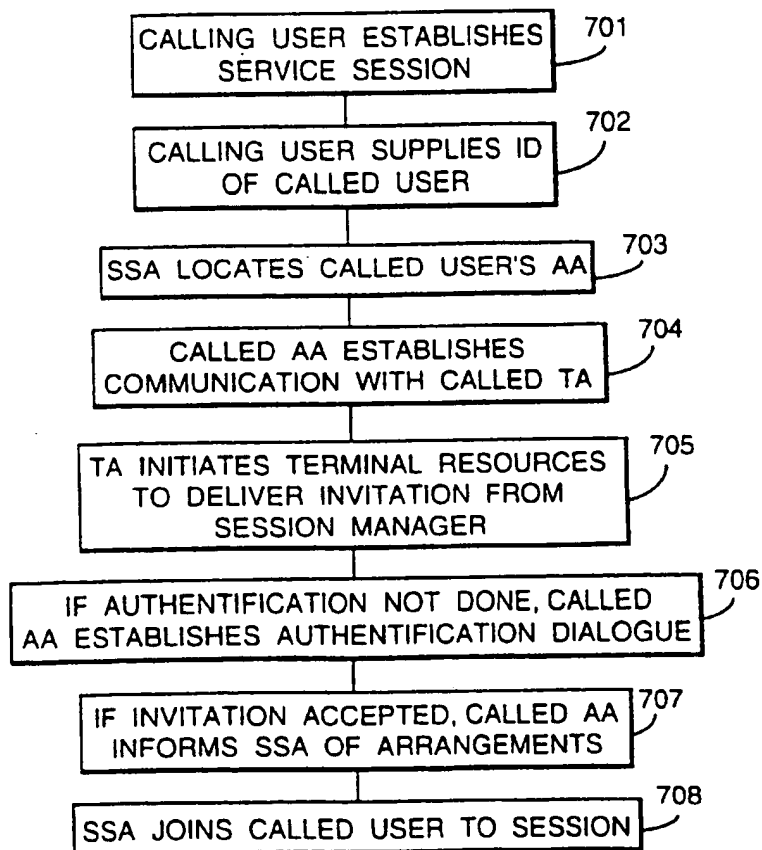 CALLING USER ESTABLISHES
SERVICE SESSION
701
CALLING USER SUPPLIES ID
OF CALLED USER
702
SSA LOCATES CALLED USER'S AA
703
CALLED AA ESTABLISHES
COMMUNICATION WITH CALLED TA
704
TA INITIATES TERMINAL RESOURCES
TO DELIVER INVITATION FROM
SESSION MANAGER
705
IF AUTHENTIFICATION NOT DONE, CALLED
AA ESTABLISHES AUTHENTIFICATION DIALOGUE
706
IF INVITATION ACCEPTED, CALLED AA
INFORMS SSA OF ARRANGEMENTS
707
SSA JOINS CALLED USER TO SESSION
708